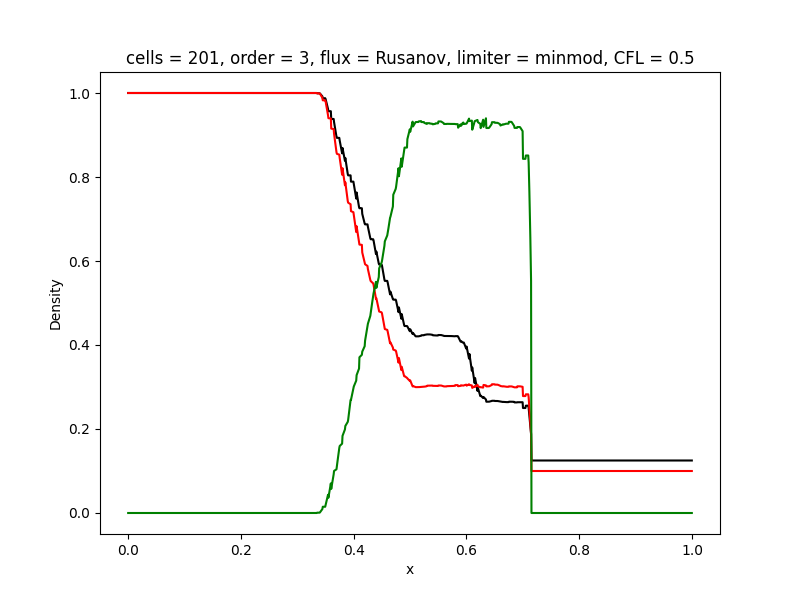 cells = 201, order = 3, flux = Rusanov, limiter = minmod, CFL = 0.5
1.0
0.8
0.6
0.4
0.2
0.0
Density
0.0 0.2 0.4 0.6 0.8 1.0
x